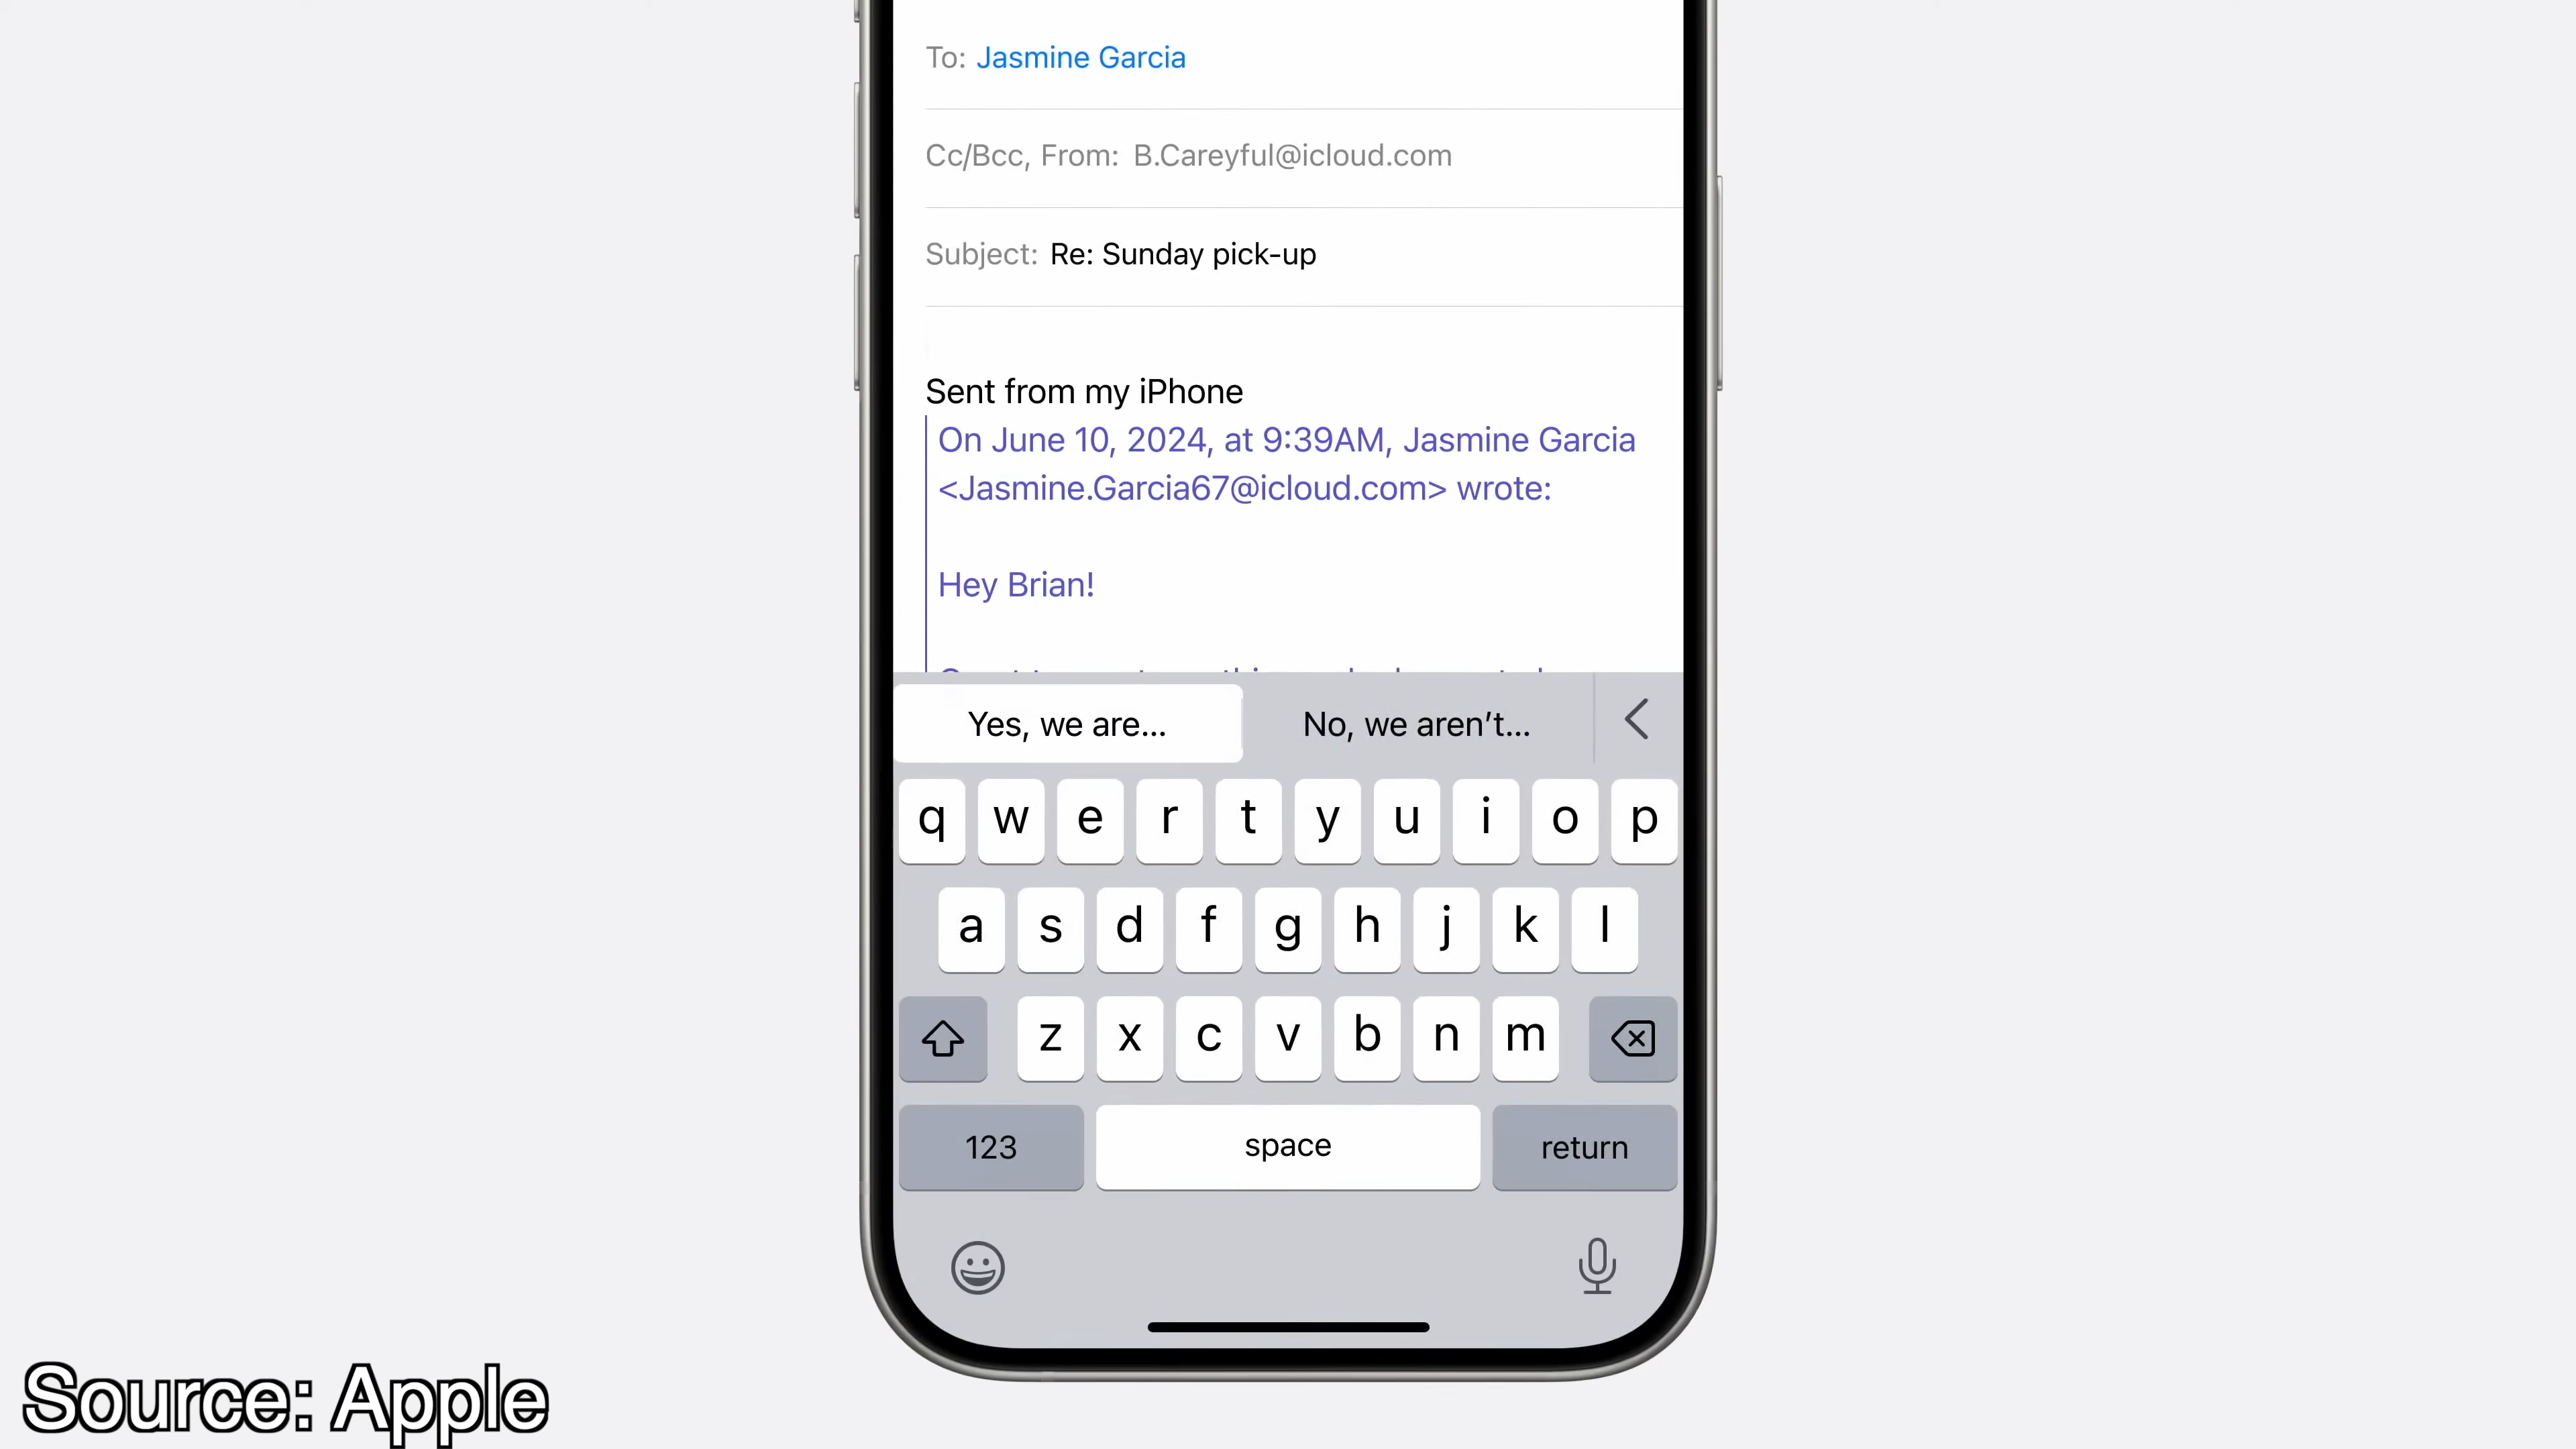 To: Jasmine Garcia
Cc/Bcc, From: B.Careyful@icloud.com
Subject: Re: Sunday pick-up
Sent from my iPhone
On June 10, 2024, at 9:39AM, Jasmine Garcia
<Jasmine.Garcia67@icloud.com> wrote:
Hey Brian!
Yes, we are... No, we aren't...
q w e r t y u i o p
a s d f g h j k l
z x c v b n m
123 space return
Source: Apple